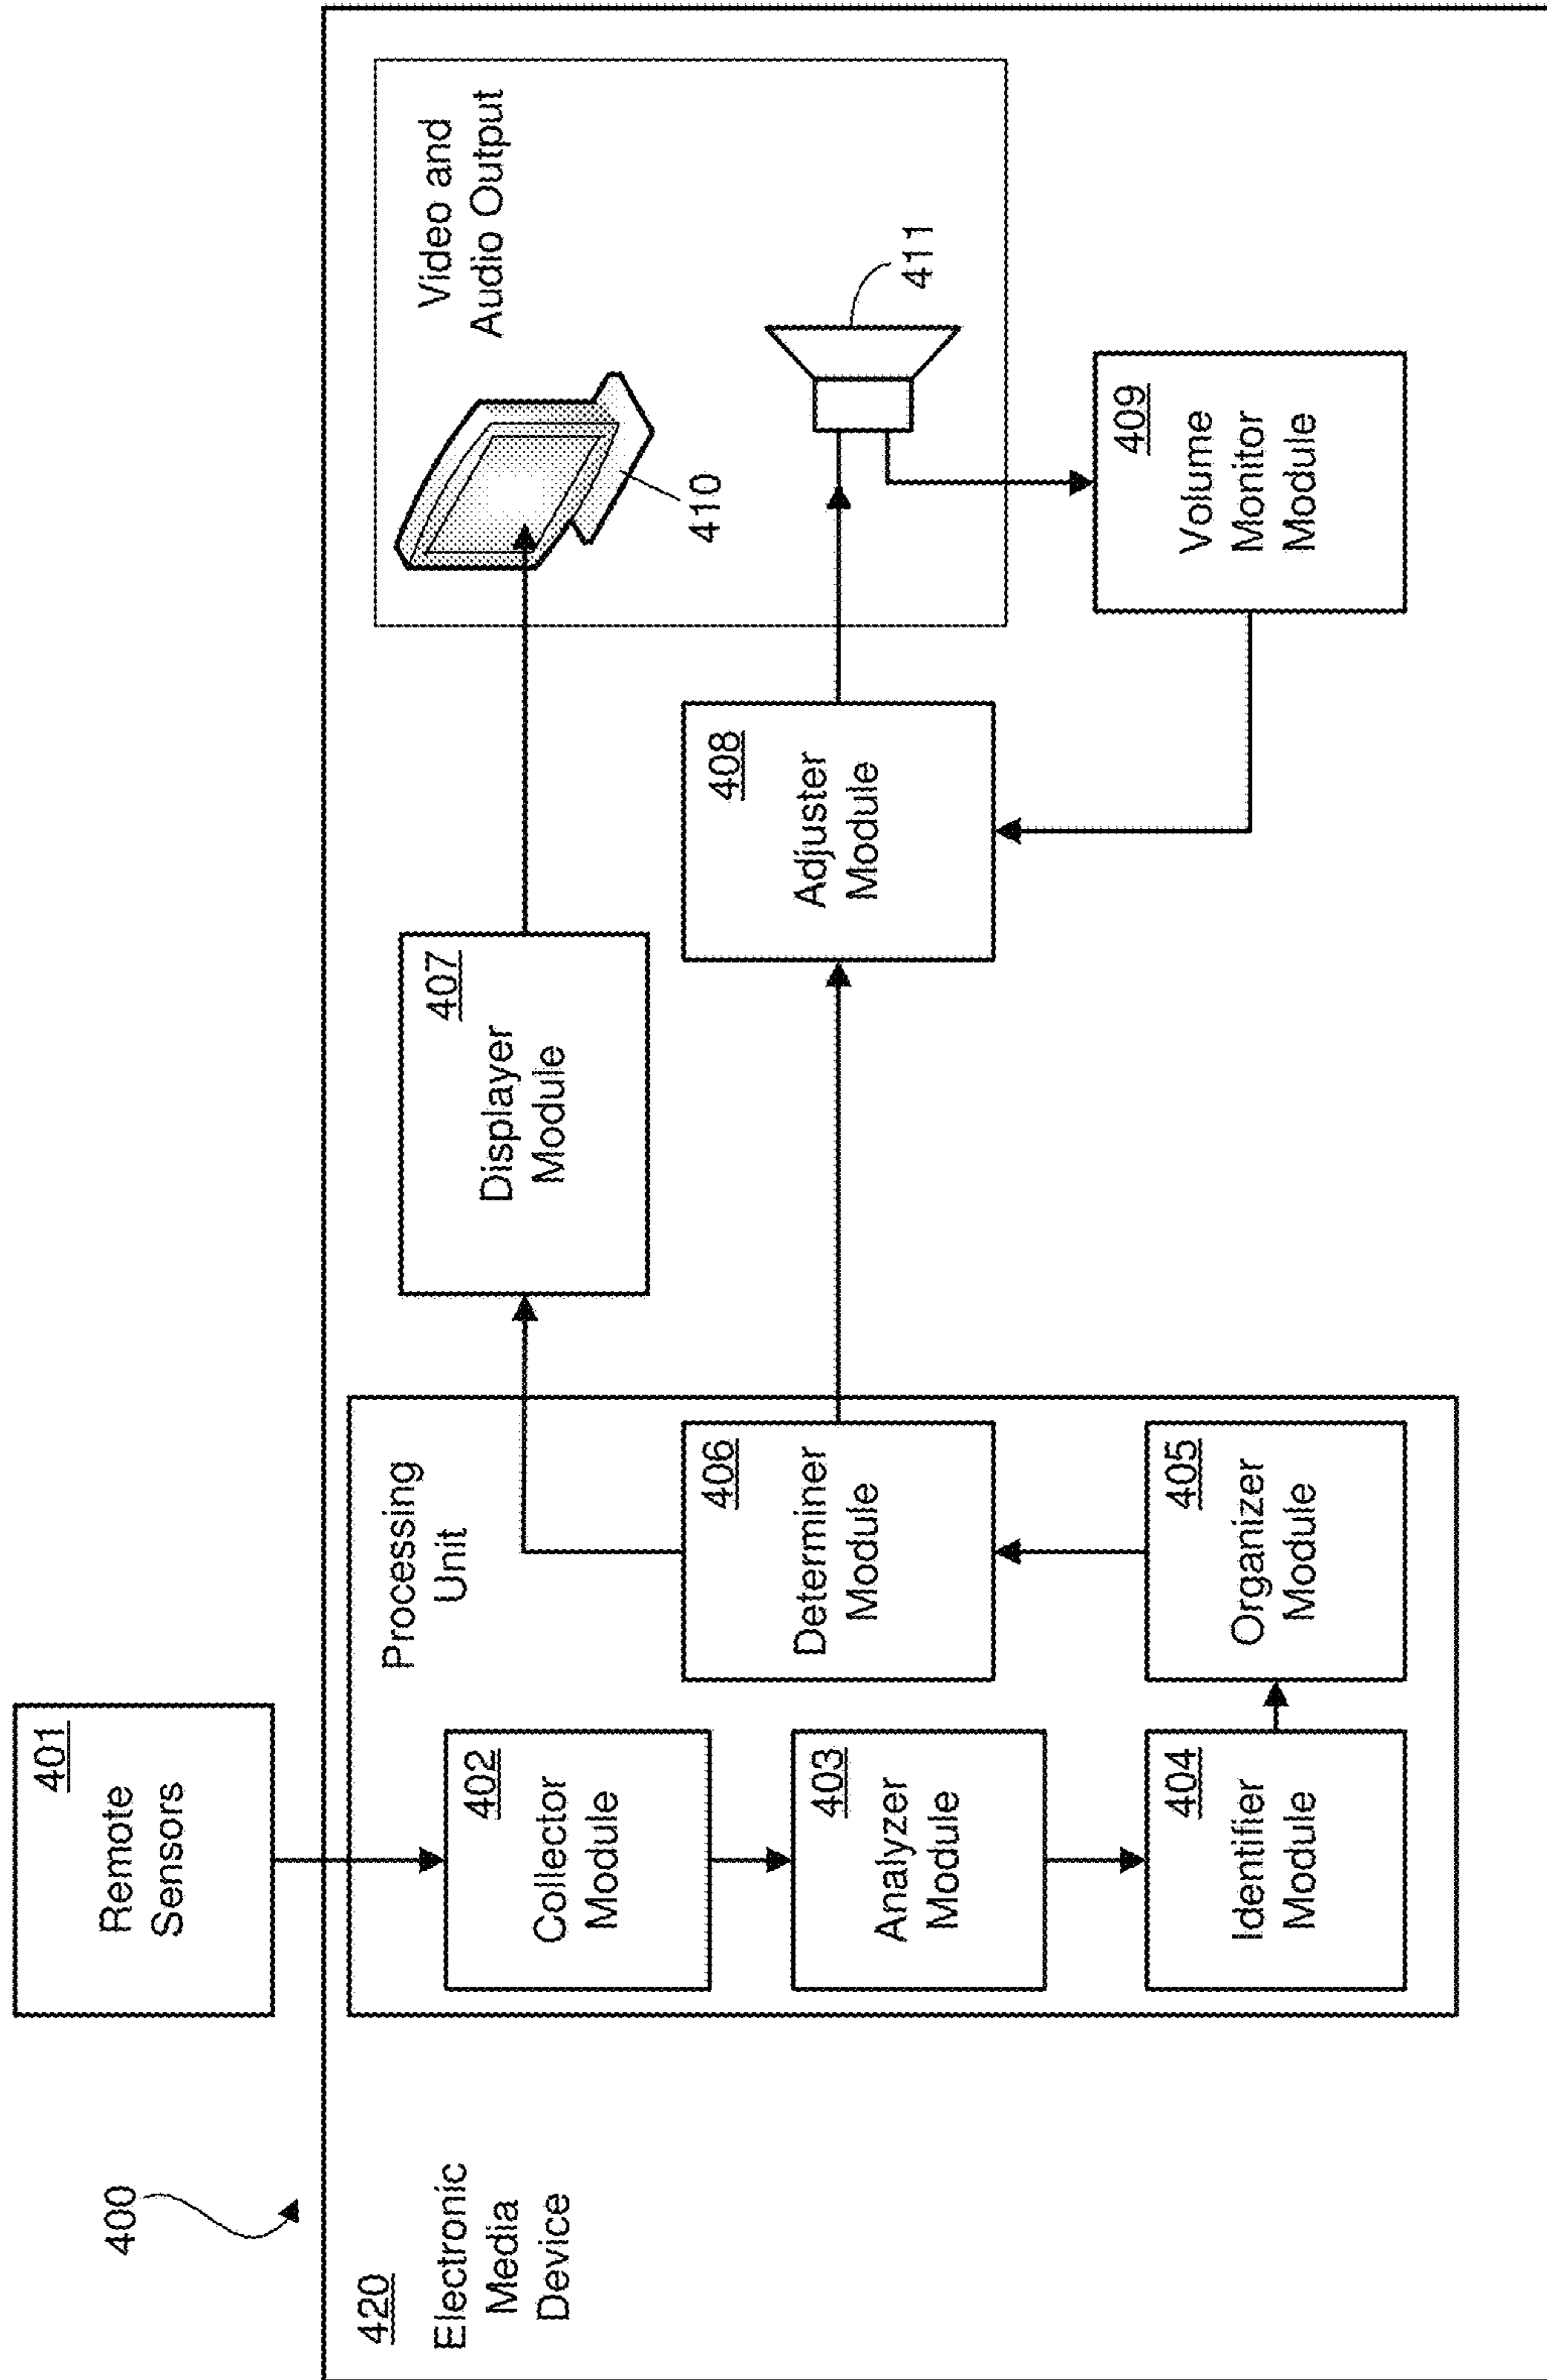 400
401
Remote
Sensors
420
Electronic
Media
Device
Processing
Unit
402
Collector
Module
403
Analyzer
Module
404
Identifier
Module
405
Organizer
Module
406
Determiner
Module
407
Displayer
Module
408
Adjuster
Module
409
Volume
Monitor
Module
Video and
Audio Output
410
411